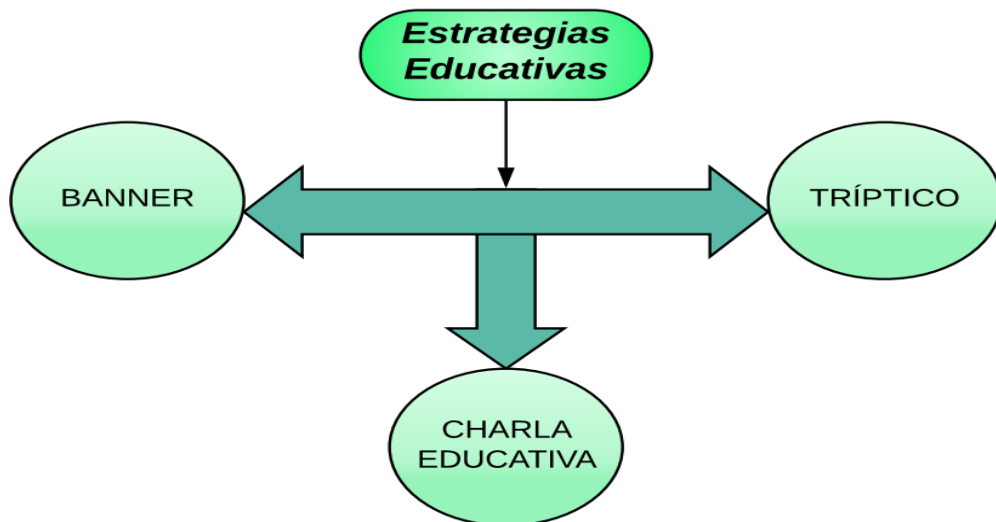 Estrategias
Educativas
BANNER
TRÍPTICO
CHARLA
EDUCATIVA